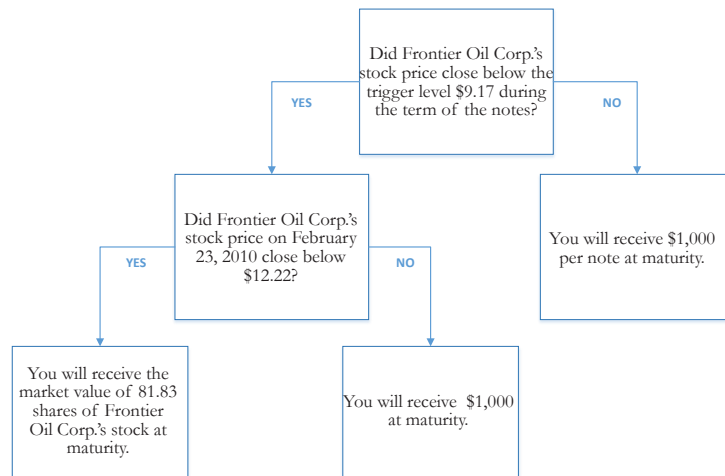 Did Frontier Oil Corp.'s
stock price close below the
trigger level $9.17 during
the term of the notes?
YES
NO
Did Frontier Oil Corp.'s
stock price on February
23, 2010 close below
$12.22?
You will receive $1,000
per note at maturity.
YES
NO
You will receive the
market value of 81.83
shares of Frontier
Oil Corp.'s stock at
maturity.
You will receive $1,000
at maturity.